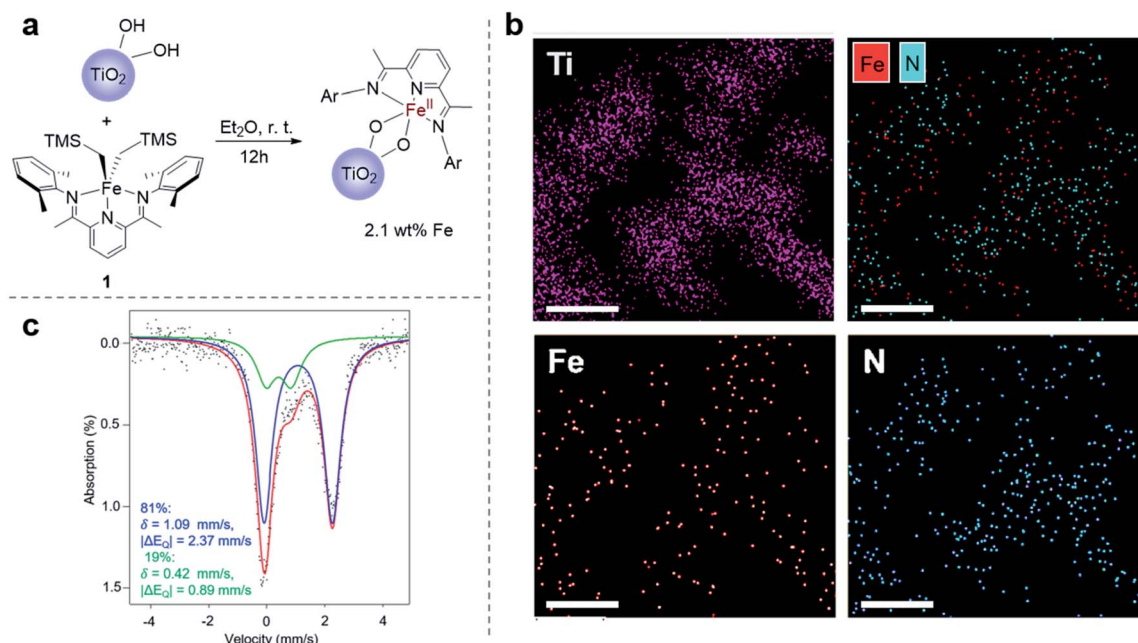 a
OH
OH
TiO2
+
TMS
TMS
Fe
N
N
N
1
Et2O, r. t.
12h
Ar
N
FeII
N
Ar
O
O
TiO2
2.1 wt% Fe
b
Ti
Fe
N
Fe
N
c
0.0
0.5
1.0
1.5
Absorption (%)
81%:
δ = 1.09 mm/s,
|ΔEQ| = 2.37 mm/s
19%:
δ = 0.42 mm/s,
|ΔEQ| = 0.89 mm/s
-4
-2
0
2
4
Velocity (mm/s)